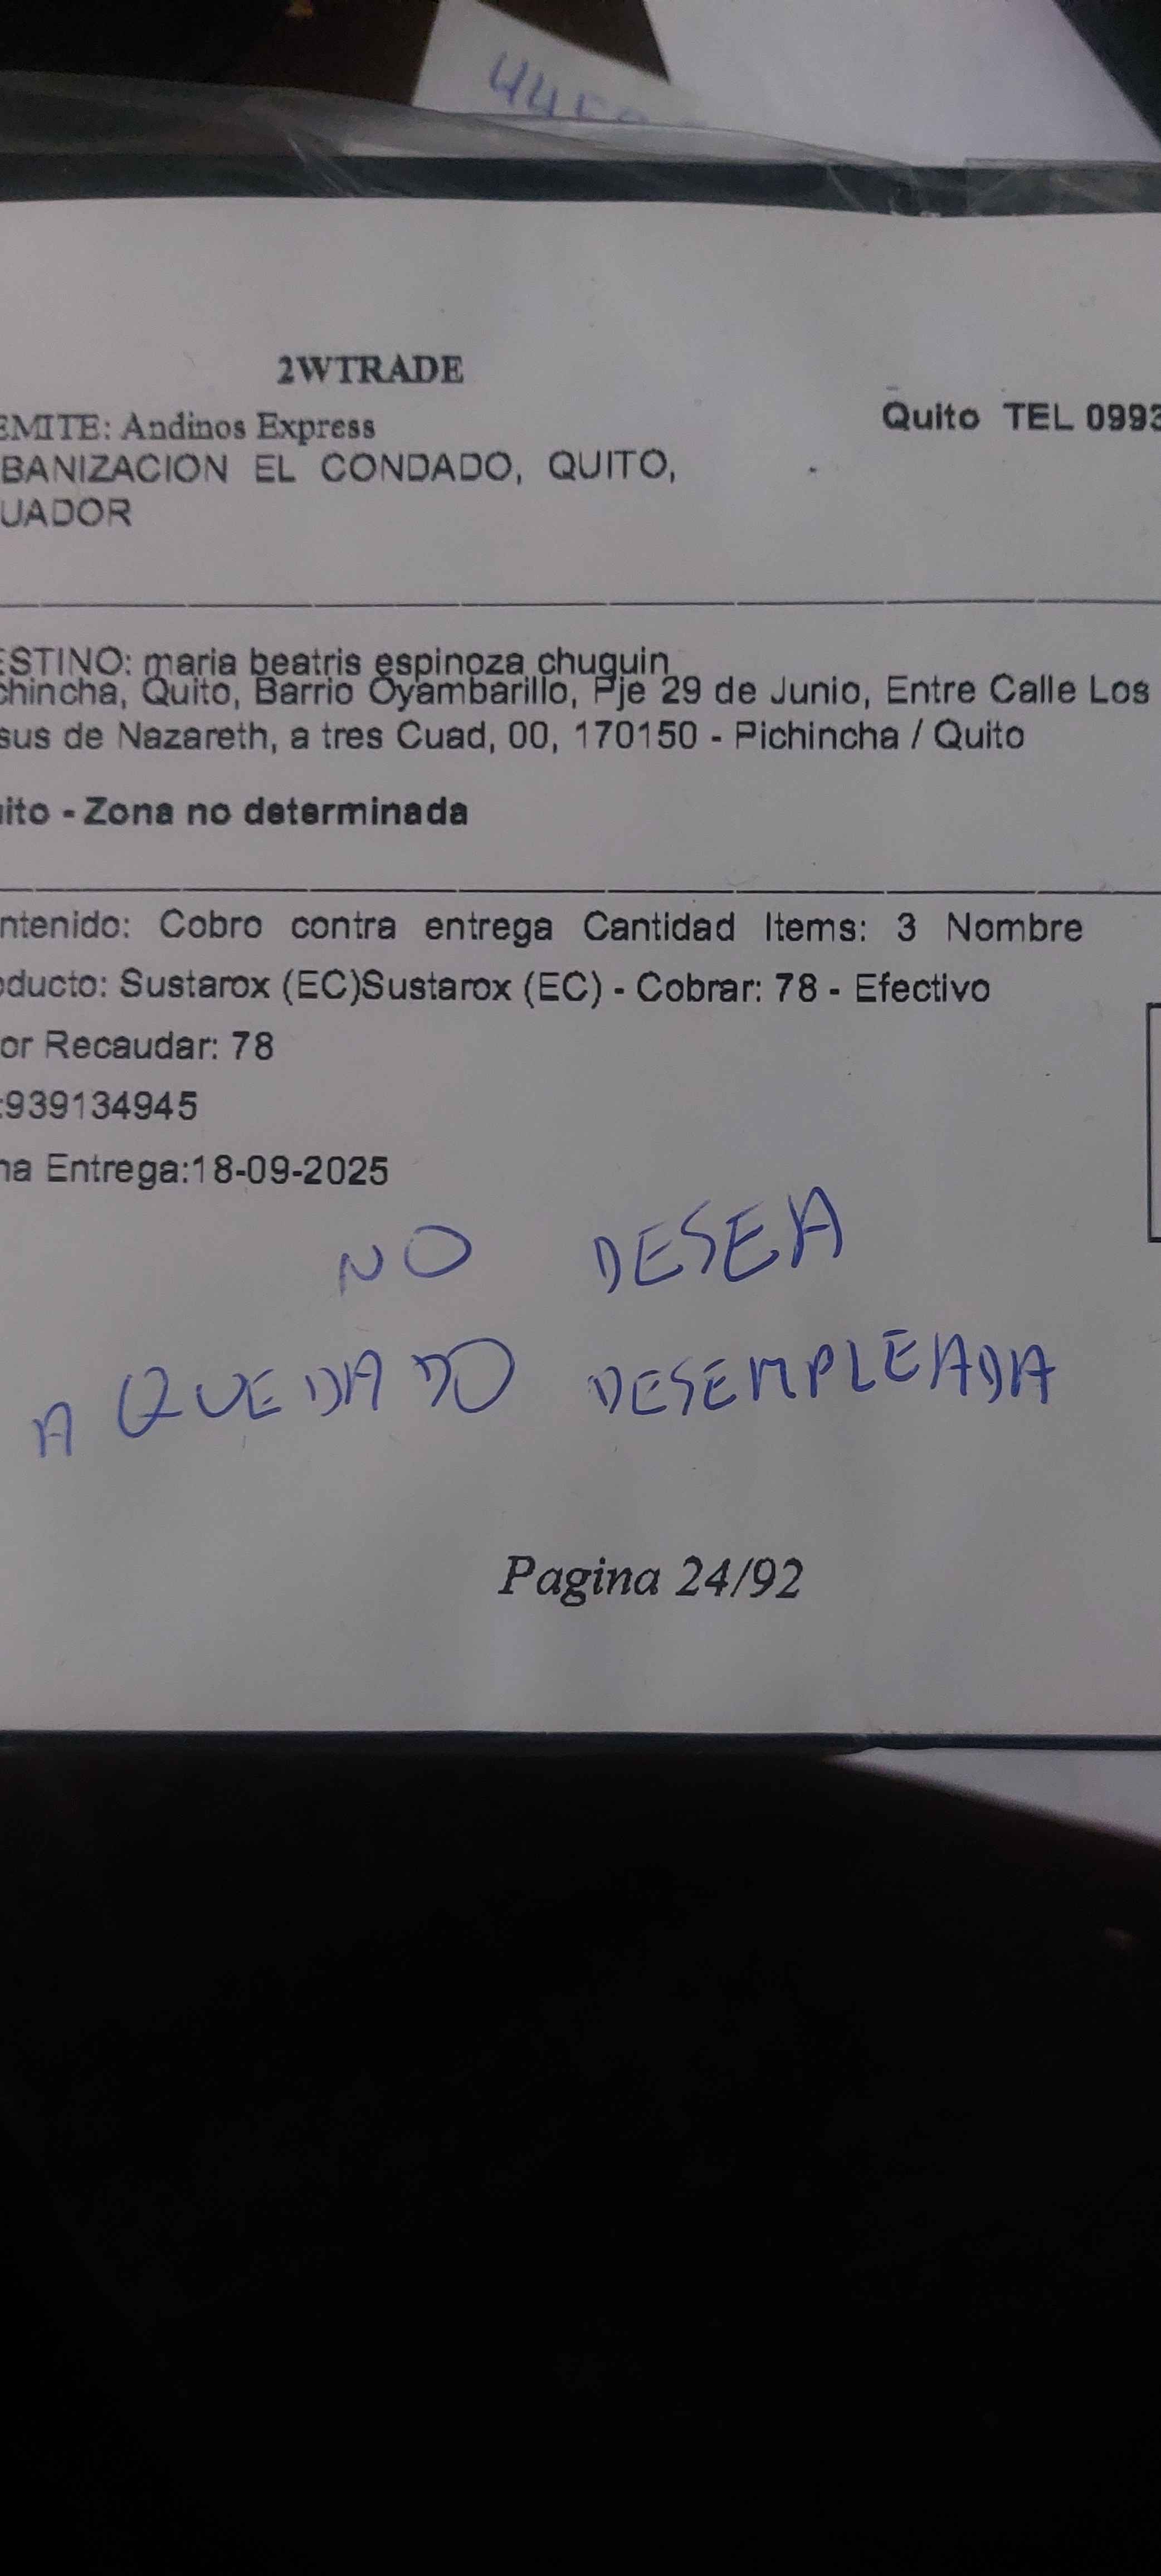 2WTRADE
EMITE: Andinos Express
Quito TEL 0993
BANIZACION EL CONDADO, QUITO,
UADOR
ESTINO: maria beatris espinoza chuguin
chincha, Quito, Barrio Oyambarillo, Pje 29 de Junio, Entre Calle Los
sus de Nazareth, a tres Cuad, 00, 170150 - Pichincha / Quito
ito - Zona no determinada
ntenido: Cobro contra entrega Cantidad Items: 3 Nombre
oducto: Sustarox (EC)Sustarox (EC) - Cobrar: 78 - Efectivo
or Recaudar: 78
:939134945
ha Entrega:18-09-2025
NO DESEA
A QUEDADO DESEMPLEADA
Pagina 24/92